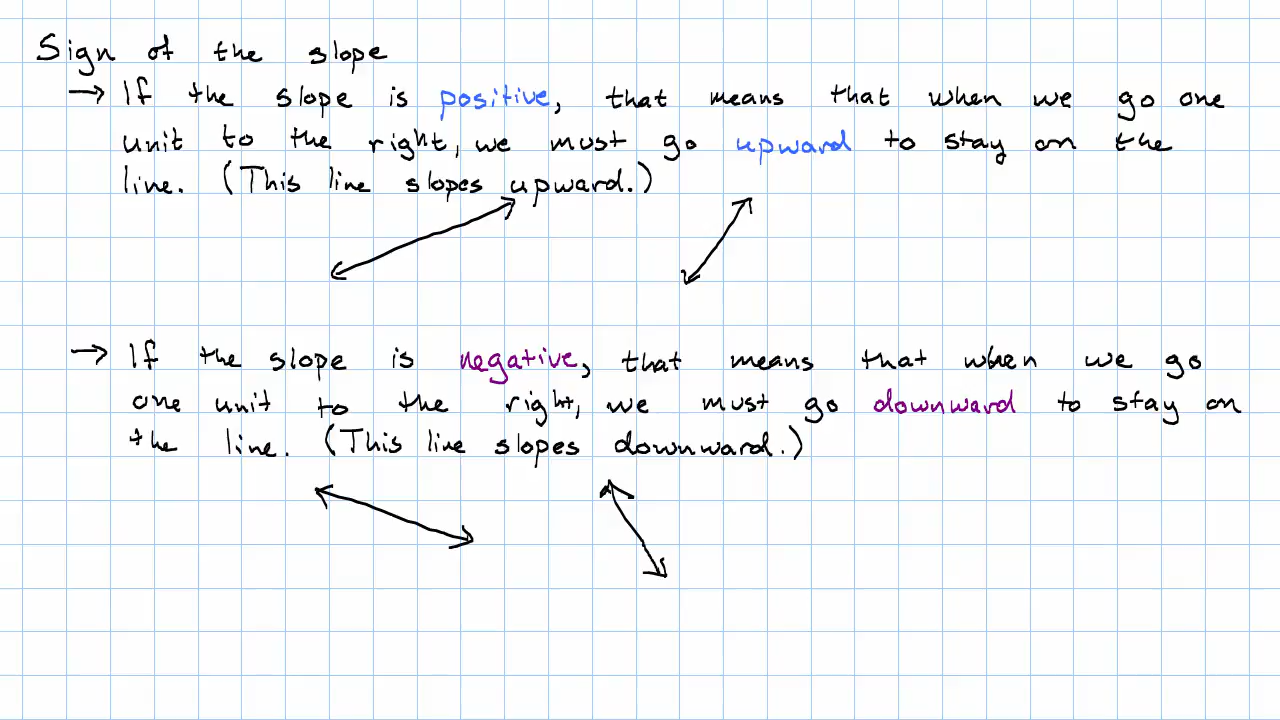 Sign of the slope
→ If the slope is positive, that means that when we go one
unit to the right, we must go upward to stay on the
line. (This line slopes upward.)
→ If the slope is negative, that means that when we go
one unit to the right, we must go downward to stay on
the line. (This line slopes downward.)